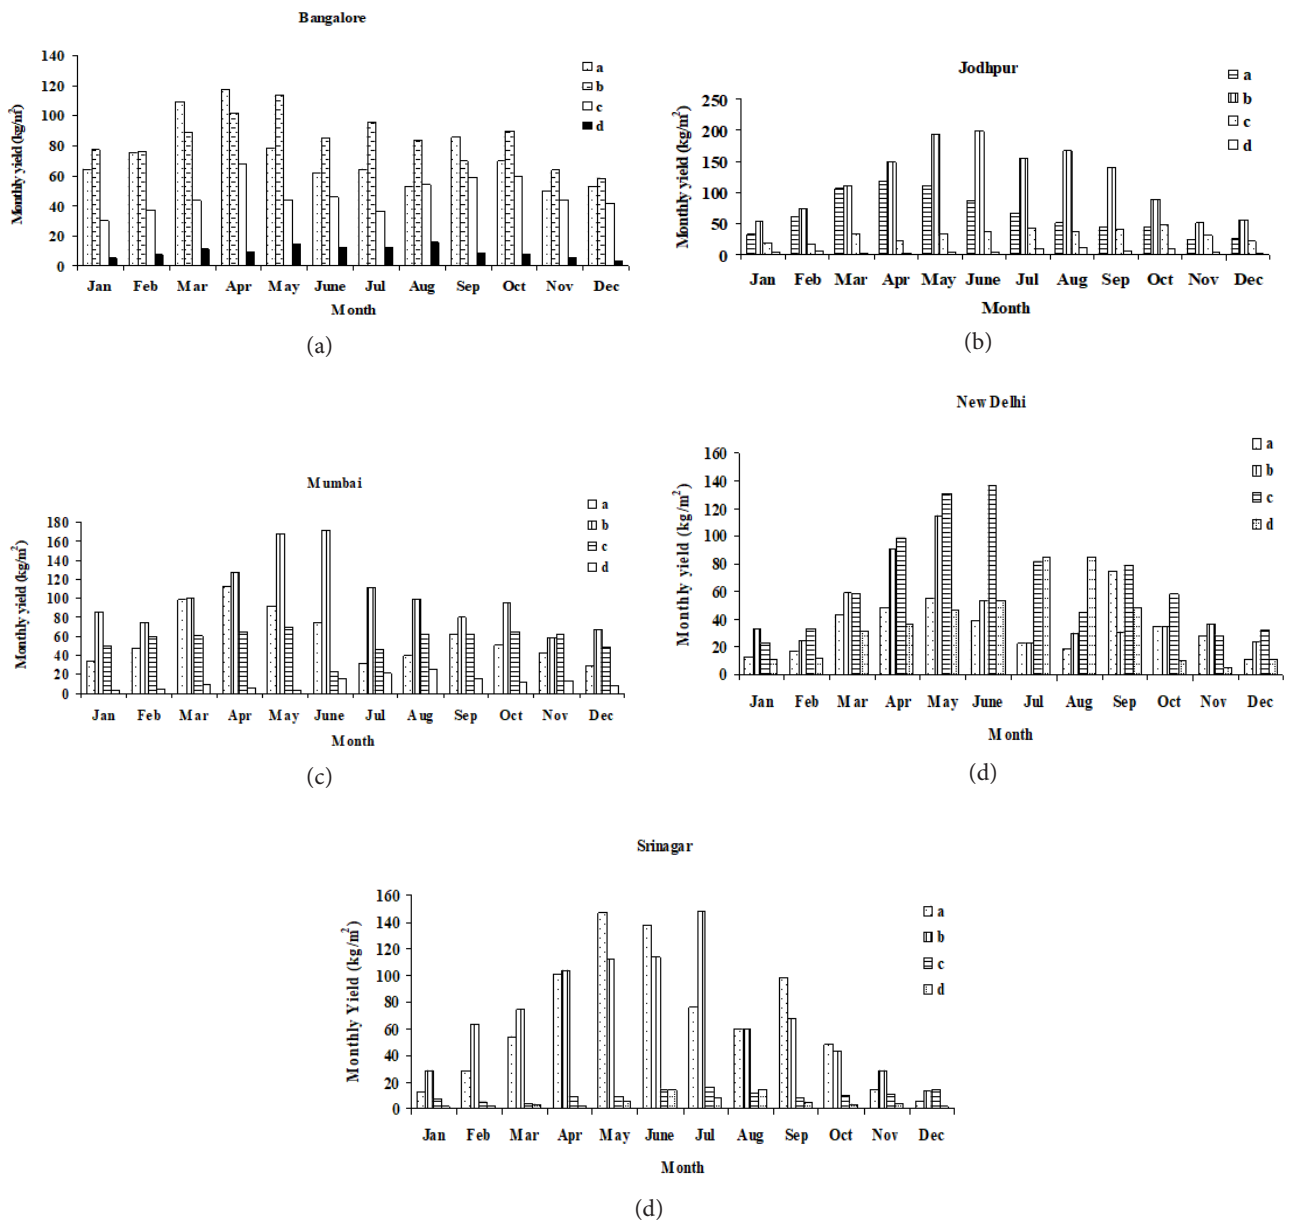 Bangalore
Monthly yield (kg/m²)
140
120
100
80
60
40
20
0
a
b
c
d
Jan Feb Mar Apr May June Jul Aug Sep Oct Nov Dec
Month
(a)
Jodhpur
Monthly yield (kg/m²)
250
200
150
100
50
0
a
b
c
d
Jan Feb Mar Apr May June Jul Aug Sep Oct Nov Dec
Month
(b)
Mumbai
Monthly yield (kg/m²)
180
160
140
120
100
80
60
40
20
0
a
b
c
d
Jan Feb Mar Apr May June Jul Aug Sep Oct Nov Dec
Month
(c)
New Delhi
Monthly yield (kg/m²)
160
140
120
100
80
60
40
20
0
a
b
c
d
Jan Feb Mar Apr May June Jul Aug Sep Oct Nov Dec
Month
(d)
Srinagar
Monthly Yield (kg/m²)
160
140
120
100
80
60
40
20
0
a
b
c
d
Jan Feb Mar Apr May June Jul Aug Sep Oct Nov Dec
Month
(d)